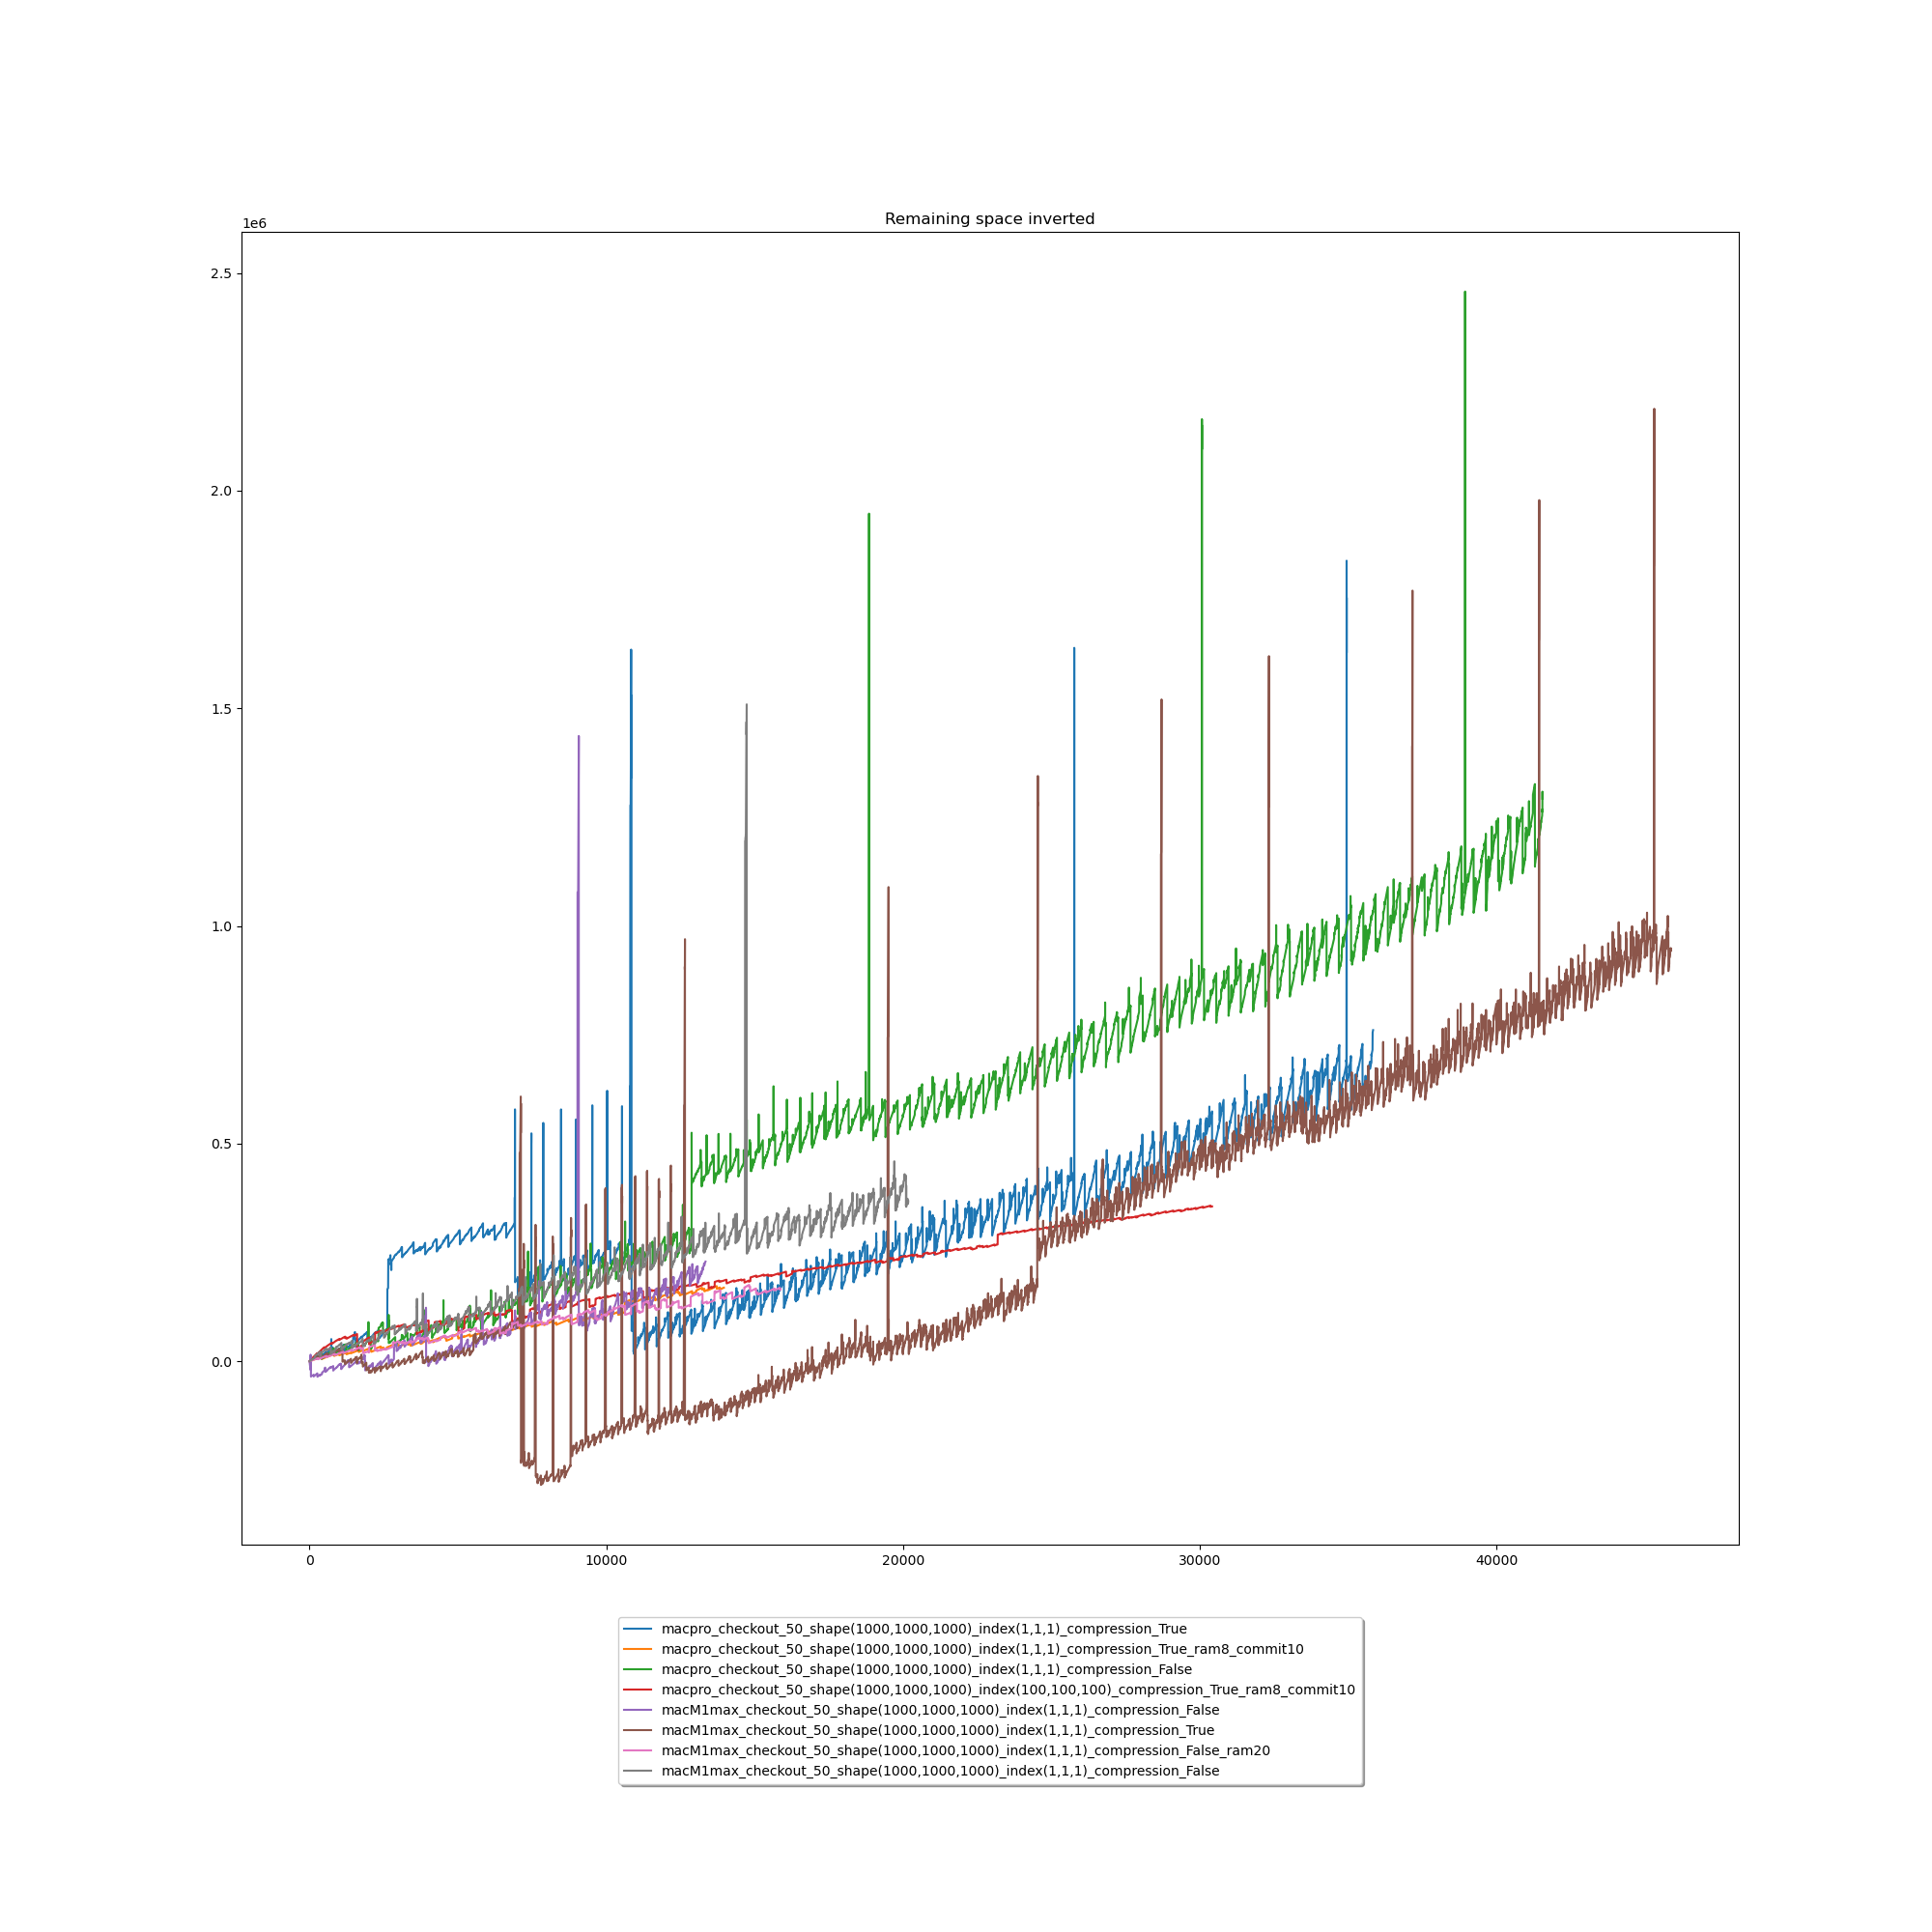 Remaining space inverted
1e6
2.5
2.0
1.5
1.0
0.5
0.0
0 10000 20000 30000 40000
macpro_checkout_50_shape(1000,1000,1000)_index(1,1,1)_compression_True
macpro_checkout_50_shape(1000,1000,1000)_index(1,1,1)_compression_True_ram8_commit10
macpro_checkout_50_shape(1000,1000,1000)_index(1,1,1)_compression_False
macpro_checkout_50_shape(1000,1000,1000)_index(100,100,100)_compression_True_ram8_commit10
macM1max_checkout_50_shape(1000,1000,1000)_index(1,1,1)_compression_False
macM1max_checkout_50_shape(1000,1000,1000)_index(1,1,1)_compression_True
macM1max_checkout_50_shape(1000,1000,1000)_index(1,1,1)_compression_False_ram20
macM1max_checkout_50_shape(1000,1000,1000)_index(1,1,1)_compression_False